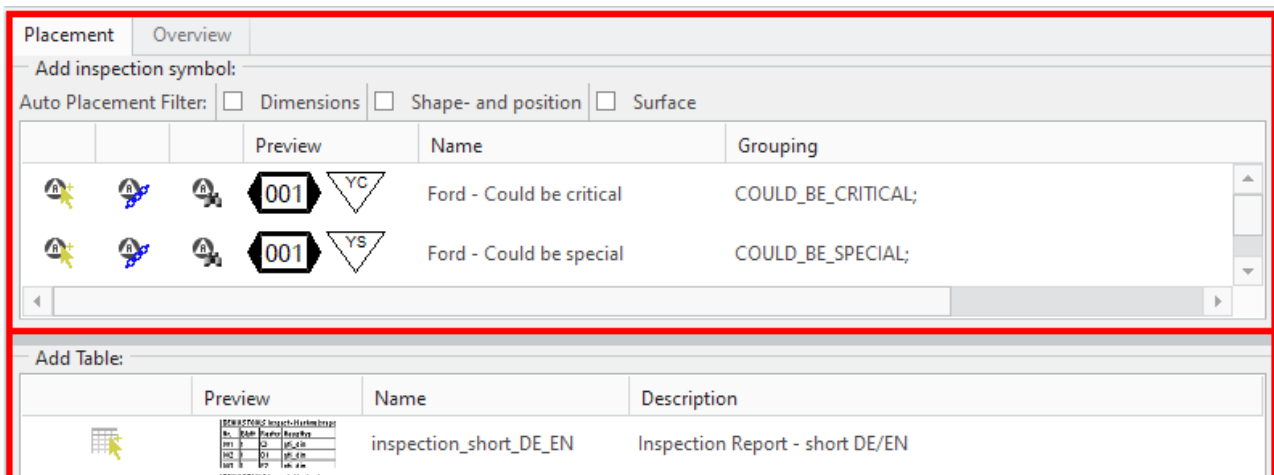 Placement Overview
Add inspection symbol:
Auto Placement Filter: Dimensions Shape- and position Surface
Preview Name Grouping
001 YC Ford - Could be critical COULD_BE_CRITICAL;
001 YS Ford - Could be special COULD_BE_SPECIAL;
Add Table:
Preview Name Description
inspection_short_DE_EN Inspection Report - short DE/EN